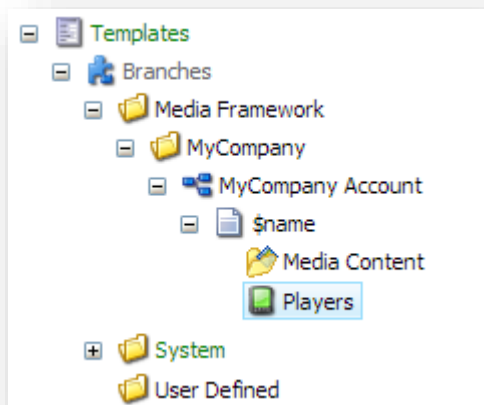 Templates
Branches
Media Framework
MyCompany
MyCompany Account
$name
Media Content
Players
System
User Defined